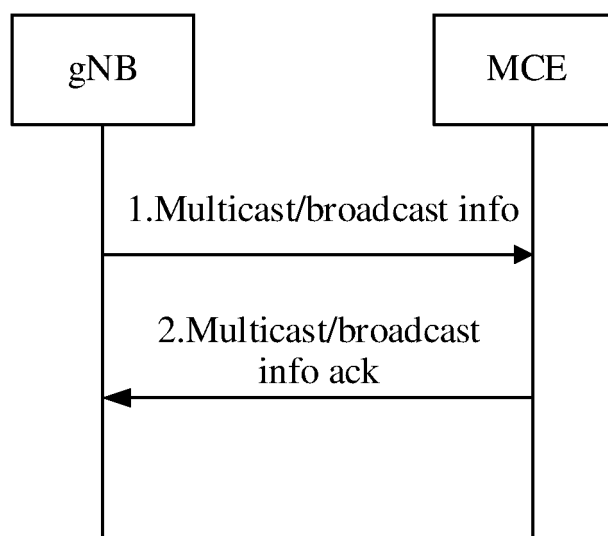 gNB
MCE
1.Multicast/broadcast info
2.Multicast/broadcast
info ack